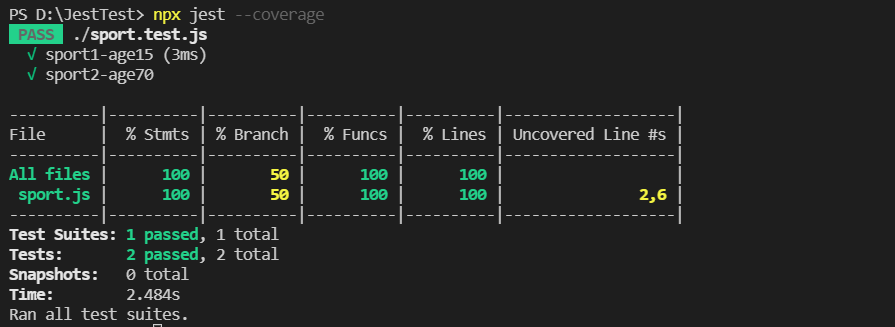 PS D:\JestTest> npx jest --coverage
PASS ./sport.test.js
√ sport1-age15 (3ms)
√ sport2-age70
----------|----------|----------|----------|----------|-------------------|
File      |  % Stmts | % Branch |  % Funcs |  % Lines | Uncovered Line #s |
----------|----------|----------|----------|----------|-------------------|
All files |      100 |       50 |      100 |      100 |                   |
 sport.js |      100 |       50 |      100 |      100 |               2,6 |
----------|----------|----------|----------|----------|-------------------|
Test Suites: 1 passed, 1 total
Tests:       2 passed, 2 total
Snapshots:   0 total
Time:        2.484s
Ran all test suites.